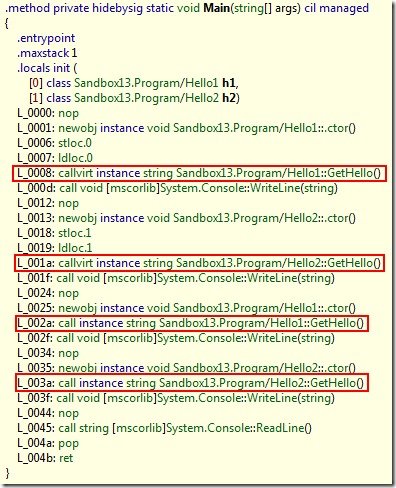 .method private hidebysig static void Main(string[] args) cil managed
{
.entrypoint
.maxstack 1
.locals init (
[0] class Sandbox13.Program/Hello1 h1,
[1] class Sandbox13.Program/Hello2 h2)
L_0000: nop
L_0001: newobj instance void Sandbox13.Program/Hello1::.ctor()
L_0006: stloc.0
L_0007: ldloc.0
L_0008: callvirt instance string Sandbox13.Program/Hello1::GetHello()
L_000d: call void [mscorlib]System.Console::WriteLine(string)
L_0012: nop
L_0013: newobj instance void Sandbox13.Program/Hello2::.ctor()
L_0018: stloc.1
L_0019: ldloc.1
L_001a: callvirt instance string Sandbox13.Program/Hello2::GetHello()
L_001f: call void [mscorlib]System.Console::WriteLine(string)
L_0024: nop
L_0025: newobj instance void Sandbox13.Program/Hello1::.ctor()
L_002a: call instance string Sandbox13.Program/Hello1::GetHello()
L_002f: call void [mscorlib]System.Console::WriteLine(string)
L_0034: nop
L_0035: newobj instance void Sandbox13.Program/Hello2::.ctor()
L_003a: call instance string Sandbox13.Program/Hello2::GetHello()
L_003f: call void [mscorlib]System.Console::WriteLine(string)
L_0044: nop
L_0045: call string [mscorlib]System.Console::ReadLine()
L_004a: pop
L_004b: ret
}